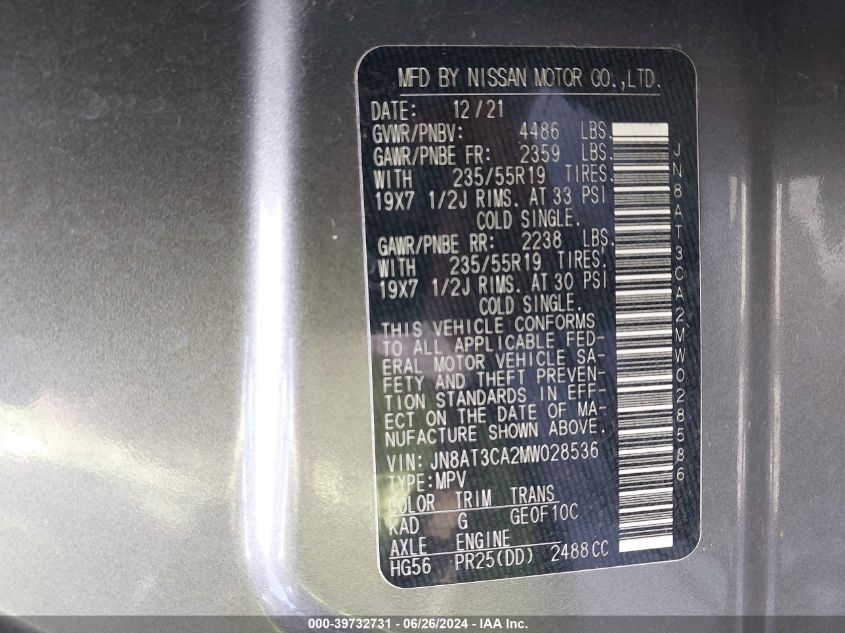 MFD BY NISSAN MOTOR CO.,LTD.
DATE: 12/21
GVWR/PNBV: 4486 LBS.
GAWR/PNBE FR: 2359 LBS.
WITH 235/55R19 TIRES,
19X7 1/2J RIMS. AT 33 PSI
COLD SINGLE.
GAWR/PNBE RR: 2238 LBS.
WITH 235/55R19 TIRES,
19X7 1/2J RIMS. AT 30 PSI
COLD SINGLE.
THIS VEHICLE CONFORMS
TO ALL APPLICABLE FED-
ERAL MOTOR VEHICLE SA-
FETY AND THEFT PREVEN-
TION STANDARDS IN EFF-
ECT ON THE DATE OF MA-
NUFACTURE SHOWN ABOVE.
VIN: JN8AT3CA2MW028536
TYPE:MPV
COLOR TRIM TRANS
KAD G GE0F10C
AXLE ENGINE
HG56 PR25(DD) 2488CC
JN8AT3CA2MW028536
000-39732731 - 06/26/2024 - IAA Inc.